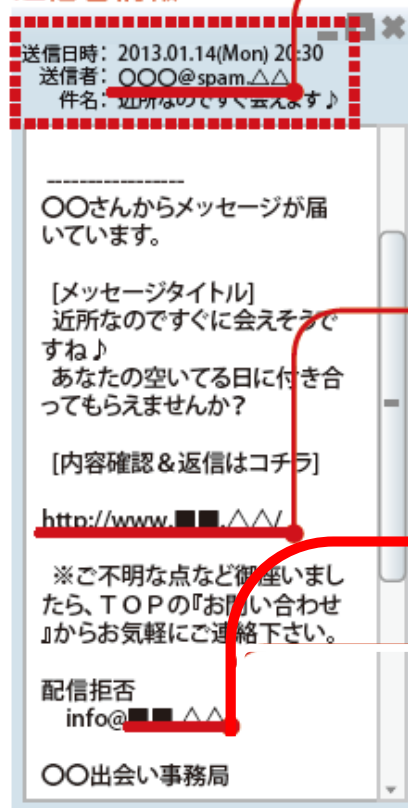 送信日時： 2013.01.14(Mon) 20:30
送信者： 〇〇〇@spam.△△
件名： 近所なのですぐ会えます♪
-----------------
〇〇さんからメッセージが届
いています。
[メッセージタイトル]
近所なのですぐに会えそうで
すね♪
あなたの空いてる日に付き合
ってもらえませんか？
[内容確認＆返信はコチラ]
http://www.■■.△△/
※ご不明な点など御座いまし
たら、ＴＯＰの『お問い合わせ
』からお気軽にご連絡下さい。
配信拒否
info@■■.△△
〇〇出会い事務局